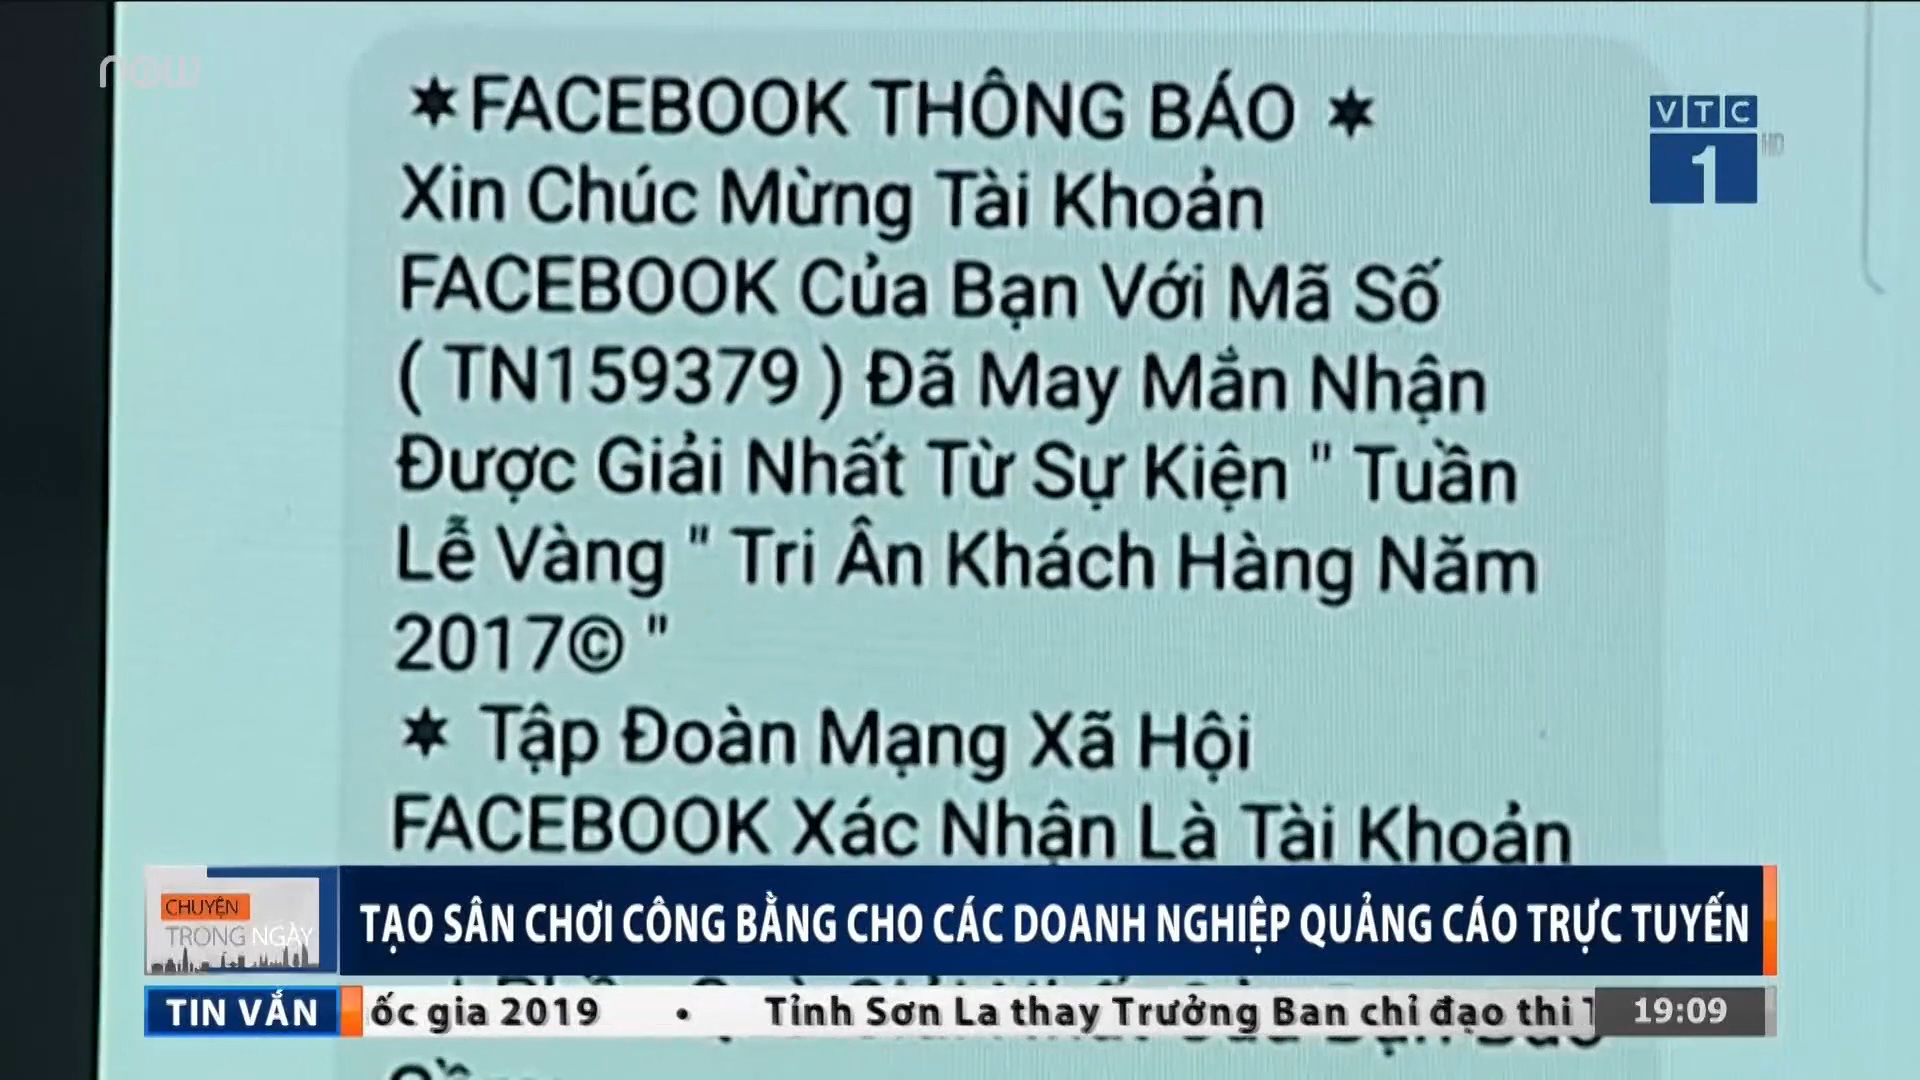 now
✶FACEBOOK THÔNG BÁO ✶
Xin Chúc Mừng Tài Khoản
FACEBOOK Của Bạn Với Mã Số
( TN159379 ) Đã May Mắn Nhận
Được Giải Nhất Từ Sự Kiện " Tuần
Lễ Vàng " Tri Ân Khách Hàng Năm
2017© "
✶ Tập Đoàn Mạng Xã Hội
FACEBOOK Xác Nhận Là Tài Khoản
VTC
1
HD
CHUYỆN
TRONG NGÀY
TẠO SÂN CHƠI CÔNG BẰNG CHO CÁC DOANH NGHIỆP QUẢNG CÁO TRỰC TUYẾN
TIN VẮN
ốc gia 2019 • Tỉnh Sơn La thay Trưởng Ban chỉ đạo thi
19:09